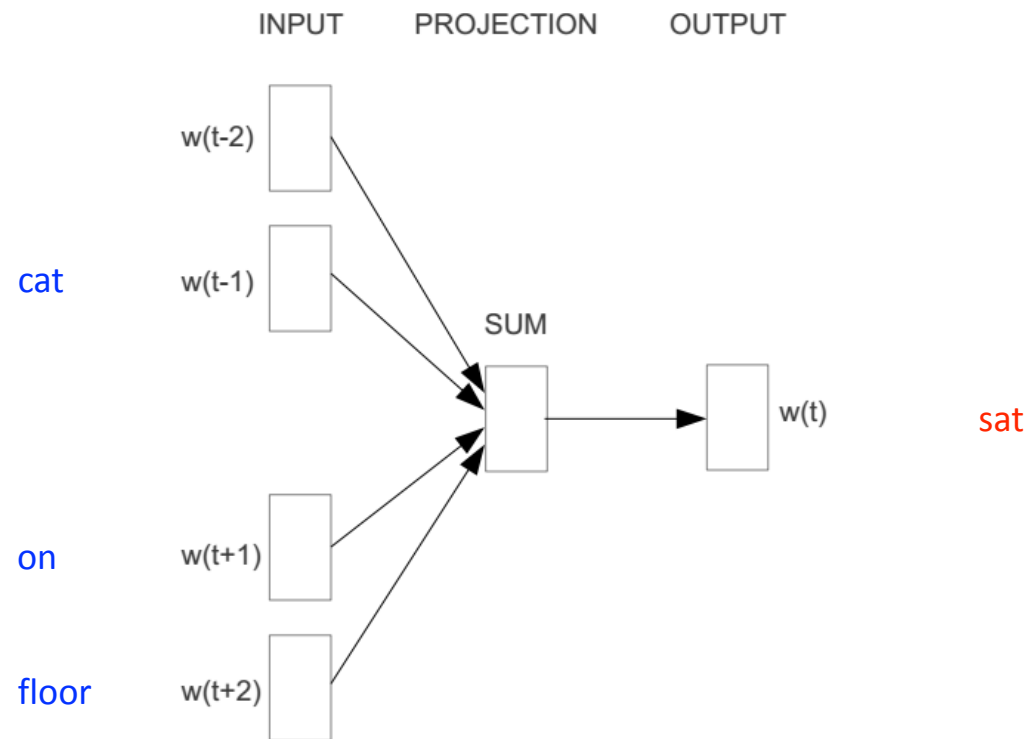 INPUT PROJECTION OUTPUT
w(t-2)
cat w(t-1)
SUM
w(t) sat
on w(t+1)
floor w(t+2)